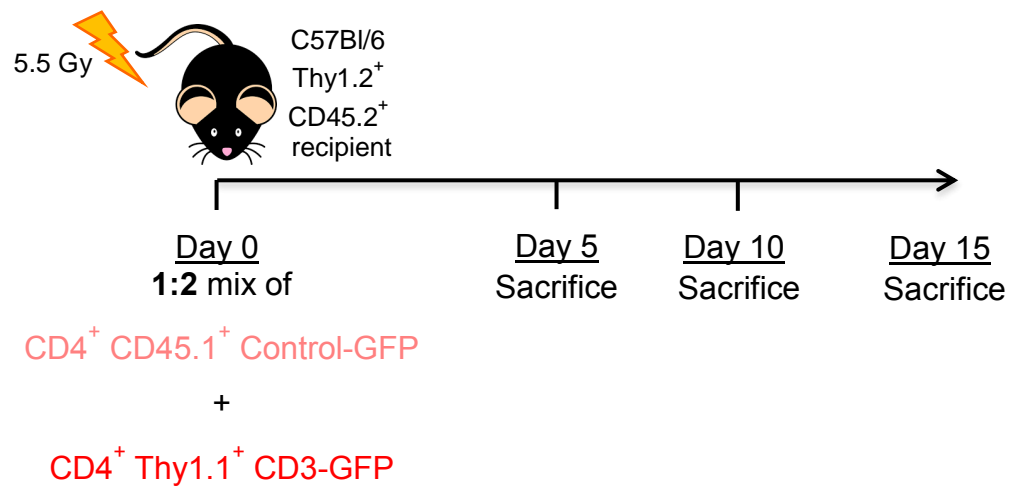 5.5 Gy
C57Bl/6
Thy1.2+
CD45.2+
recipient
Day 0
1:2 mix of
CD4+ CD45.1+ Control-GFP
+
CD4+ Thy1.1+ CD3-GFP
Day 5
Sacrifice
Day 10
Sacrifice
Day 15
Sacrifice